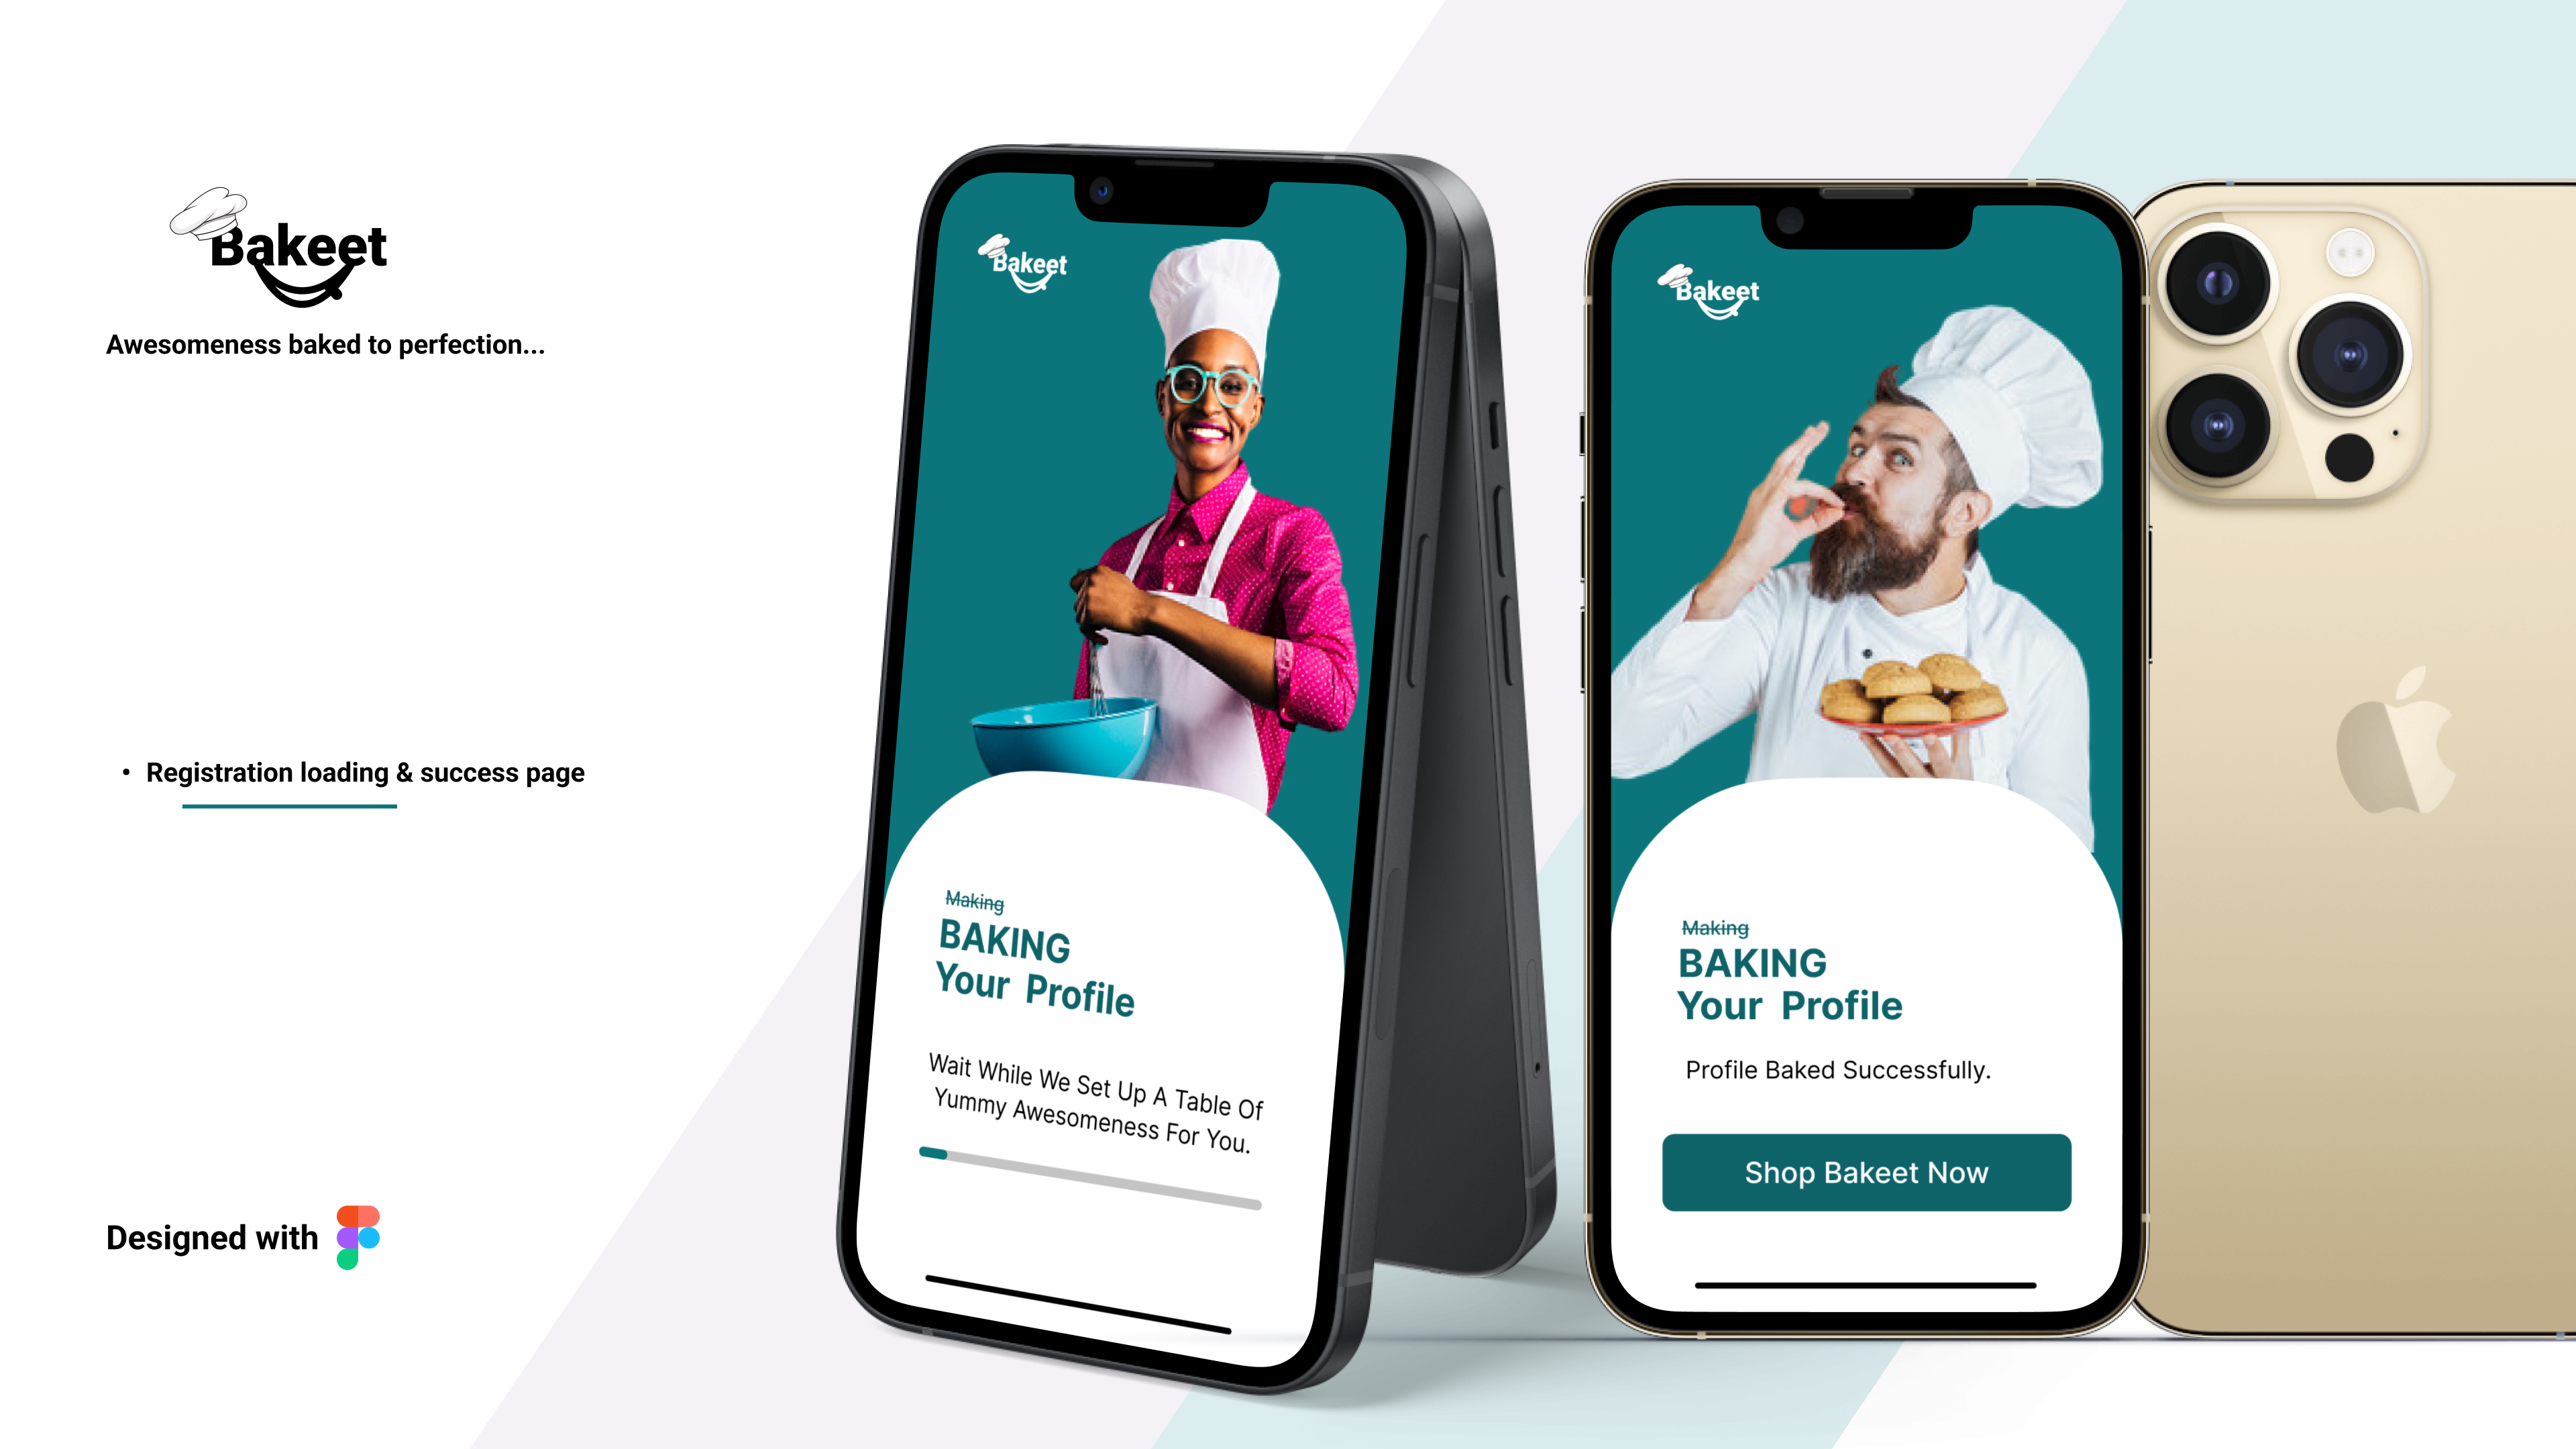 Bakeet
Awesomeness baked to perfection...
• Registration loading & success page
Designed with
Bakeet
Making
BAKING
Your Profile
Wait While We Set Up A Table Of
Yummy Awesomeness For You.
Bakeet
Making
BAKING
Your Profile
Profile Baked Successfully.
Shop Bakeet Now